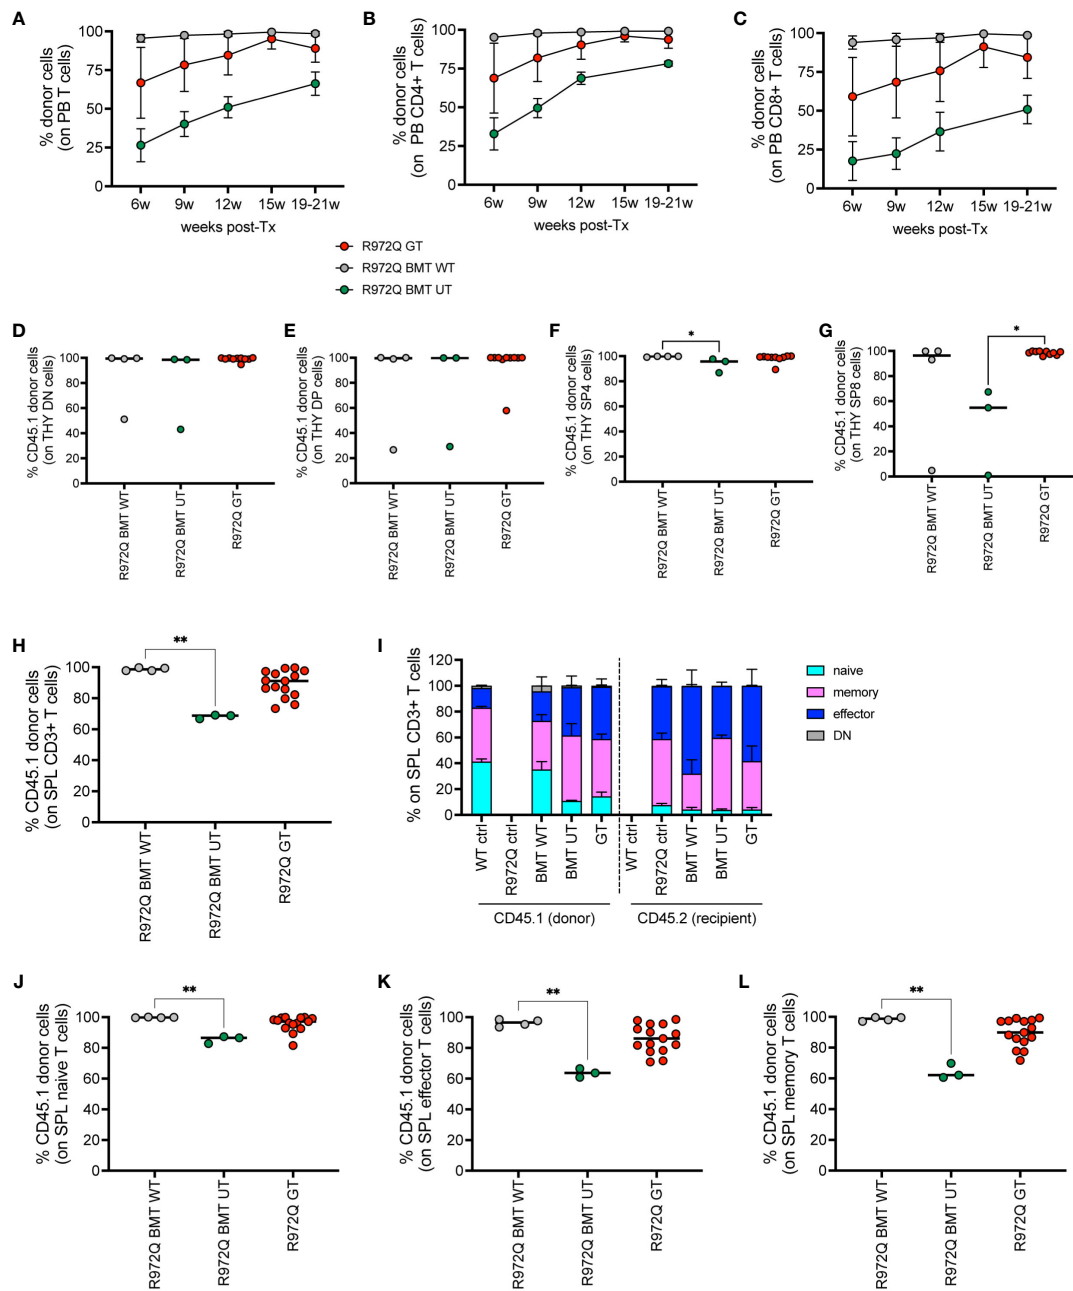 A
% donor cells
(on PB T cells)
100
75
50
25
0
6w 9w 12w 15w 19-21w
weeks post-Tx
B
% donor cells
(on PB CD4+ T cells)
100
75
50
25
0
6w 9w 12w 15w 19-21w
weeks post-Tx
C
% donor cells
(on PB CD8+ T cells)
100
75
50
25
0
6w 9w 12w 15w 19-21w
weeks post-Tx
R972Q GT
R972Q BMT WT
R972Q BMT UT
D
% CD45.1 donor cells
(on THY DN cells)
100
80
60
40
20
0
R972Q BMT WT
R972Q BMT UT
R972Q GT
E
% CD45.1 donor cells
(on THY DP cells)
100
80
60
40
20
0
R972Q BMT WT
R972Q BMT UT
R972Q GT
F
*
% CD45.1 donor cells
(on THY SP4 cells)
100
80
60
40
20
0
R972Q BMT WT
R972Q BMT UT
R972Q GT
G
*
% CD45.1 donor cells
(on THY SP8 cells)
100
80
60
40
20
0
R972Q BMT WT
R972Q BMT UT
R972Q GT
H
**
% CD45.1 donor cells
(on SPL CD3+ T cells)
100
80
60
40
20
0
R972Q BMT WT
R972Q BMT UT
R972Q GT
I
% on SPL CD3+ T cells
120
100
80
60
40
20
0
WT ctrl
R972Q ctrl
BMT WT
BMT UT
GT
WT ctrl
R972Q ctrl
BMT WT
BMT UT
GT
CD45.1 (donor)
CD45.2 (recipient)
naive
memory
effector
DN
J
**
% CD45.1 donor cells
(on SPL naive T cells)
100
80
60
40
20
0
R972Q BMT WT
R972Q BMT UT
R972Q GT
K
**
% CD45.1 donor cells
(on SPL effector T cells)
100
80
60
40
20
0
R972Q BMT WT
R972Q BMT UT
R972Q GT
L
**
% CD45.1 donor cells
(on SPL memory T cells)
100
80
60
40
20
0
R972Q BMT WT
R972Q BMT UT
R972Q GT